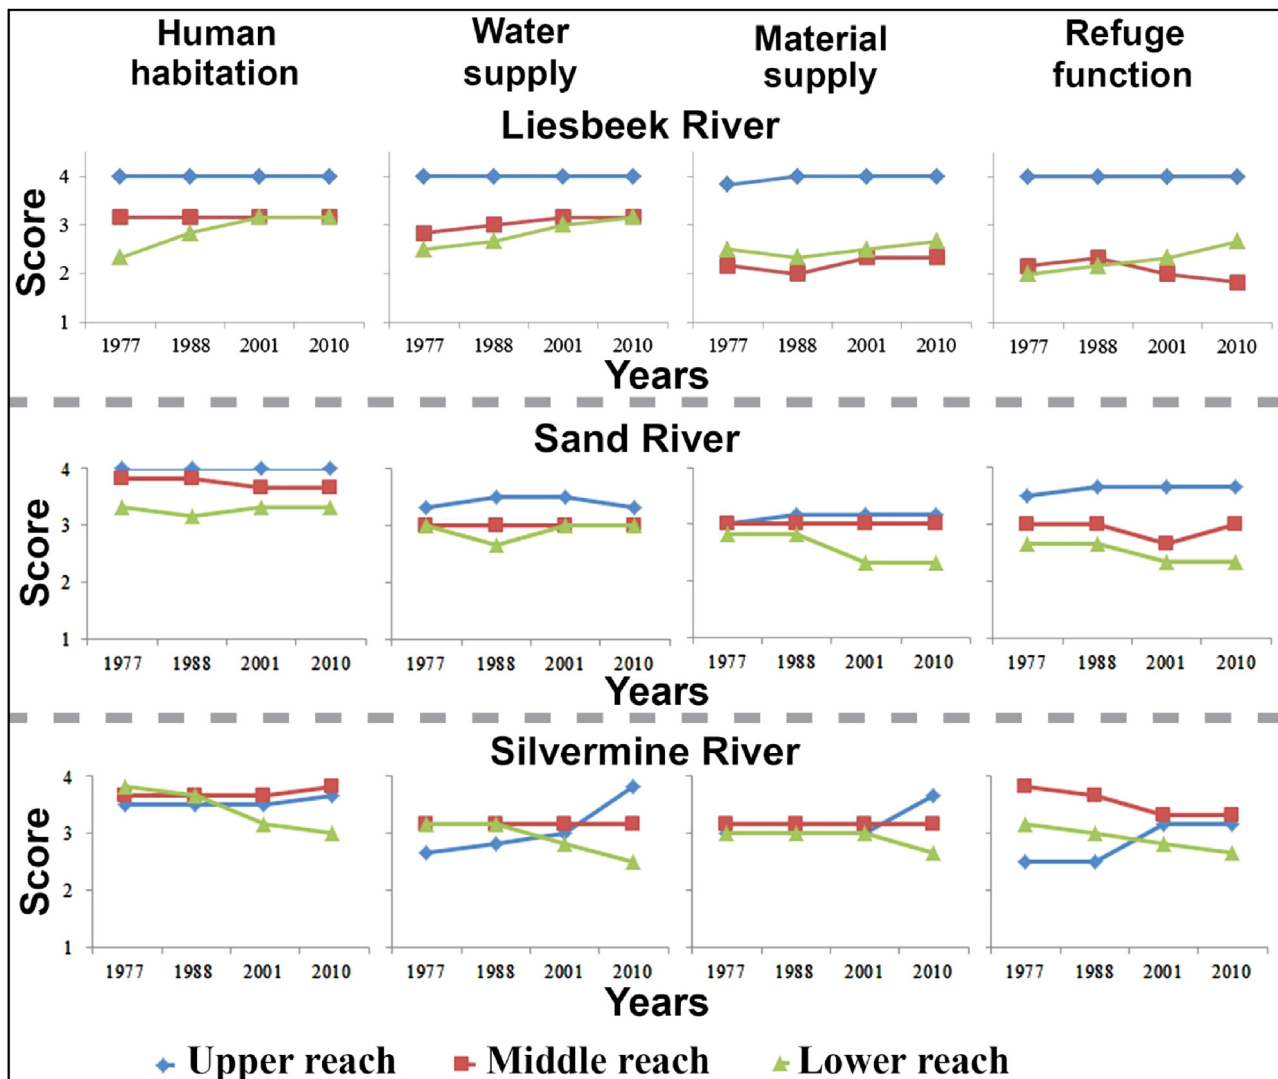 Human habitation
Water supply
Material supply
Refuge function
Liesbeek River
Score
4
3
2
1
1977 1988 2001 2010
1977 1988 2001 2010
1977 1988 2001 2010
1977 1988 2001 2010
Years
Sand River
Score
4
3
2
1
1977 1988 2001 2010
1977 1988 2001 2010
1977 1988 2001 2010
1977 1988 2001 2010
Years
Silvermine River
Score
4
3
2
1
1977 1988 2001 2010
1977 1988 2001 2010
1977 1988 2001 2010
1977 1988 2001 2010
Years
Upper reach
Middle reach
Lower reach